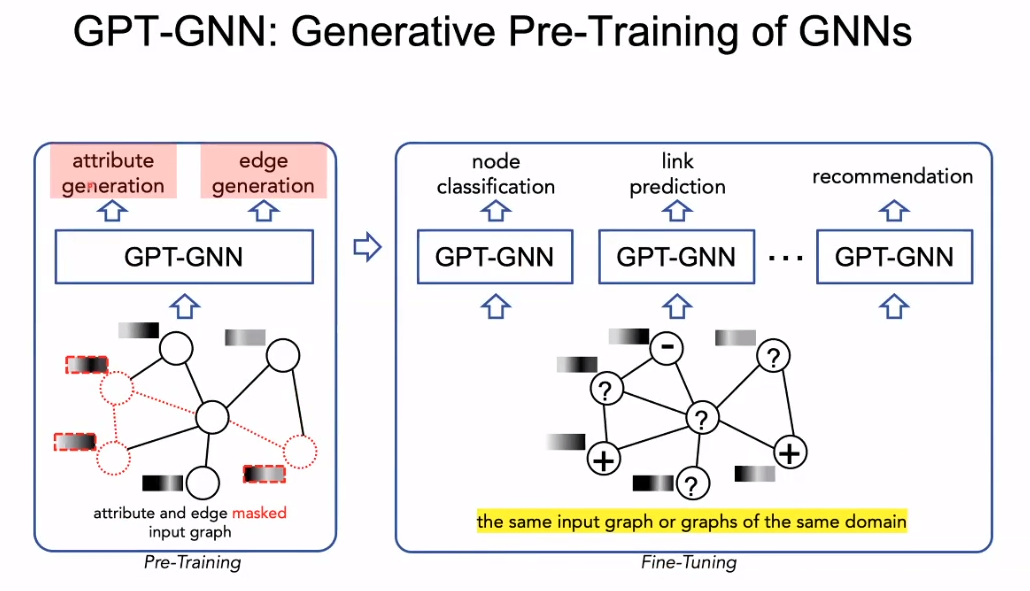 GPT-GNN: Generative Pre-Training of GNNs
attribute
generation
edge
generation
GPT-GNN
attribute and edge masked
input graph
Pre-Training
node
classification
link
prediction
recommendation
GPT-GNN
GPT-GNN
...
GPT-GNN
-
?
?
?
+
+
?
the same input graph or graphs of the same domain
Fine-Tuning